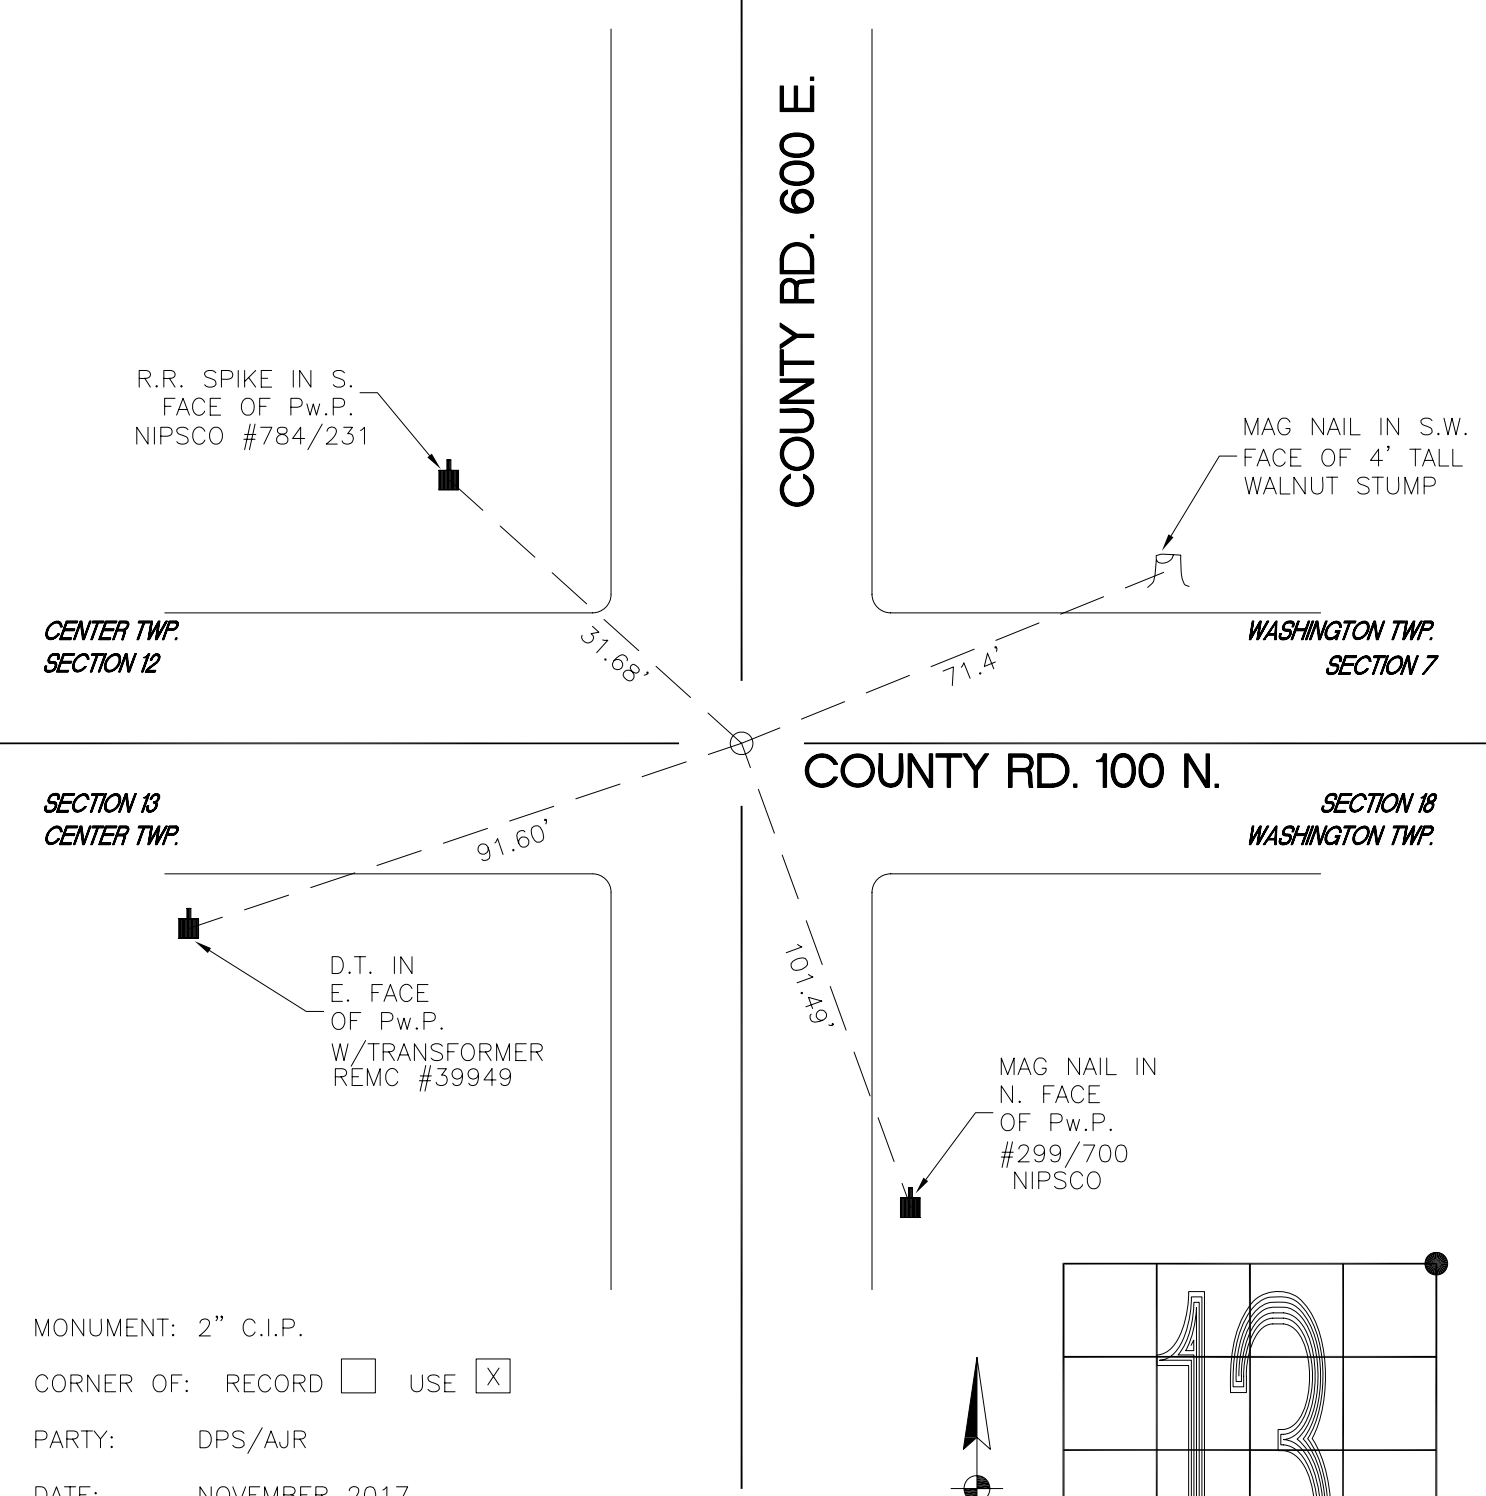 COUNTY RD. 600 E.
R.R. SPIKE IN S.
FACE OF Pw.P.
NIPSCO #784/231
MAG NAIL IN S.W.
FACE OF 4' TALL
WALNUT STUMP
CENTER TWP.
SECTION 12
31.68'
71.4'
WASHINGTON TWP.
SECTION 7
COUNTY RD. 100 N.
SECTION 13
CENTER TWP.
91.60'
SECTION 18
WASHINGTON TWP.
101.49'
D.T. IN
E. FACE
OF Pw.P.
W/TRANSFORMER
REMC #39949
MAG NAIL IN
N. FACE
OF Pw.P.
#299/700
NIPSCO
13
MONUMENT: 2" C.I.P.
CORNER OF: RECORD USE X
PARTY: DPS/AJR
DATE: NOVEMBER 2017